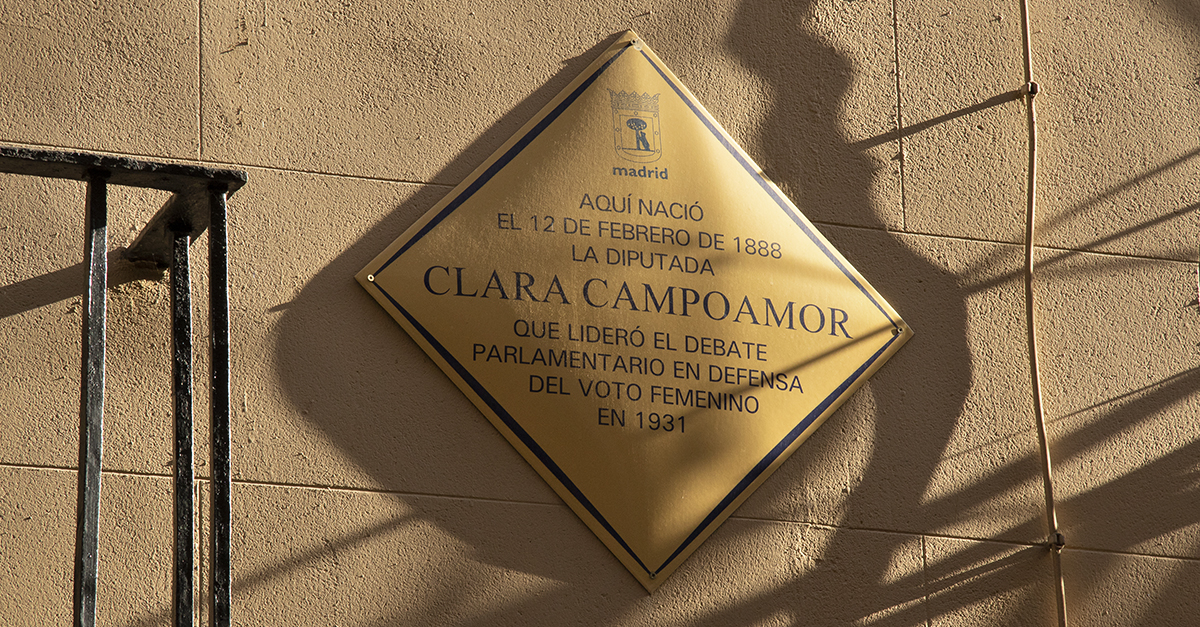 madrid
AQUÍ NACIÓ
EL 12 DE FEBRERO DE 1888
LA DIPUTADA
CLARA CAMPOAMOR
QUE LIDERÓ EL DEBATE
PARLAMENTARIO EN DEFENSA
DEL VOTO FEMENINO
EN 1931